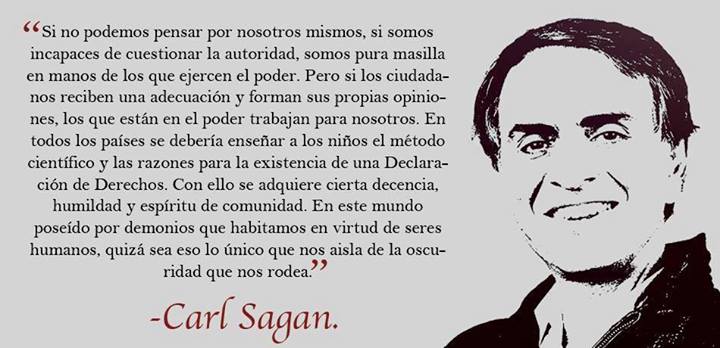 “Si no podemos pensar por nosotros mismos, si somos
incapaces de cuestionar la autoridad, somos pura masilla
en manos de los que ejercen el poder. Pero si los ciudada-
nos reciben una adecuación y forman sus propias opinio-
nes, los que están en el poder trabajan para nosotros. En
todos los países se debería enseñar a los niños el método
científico y las razones para la existencia de una Declara-
ción de Derechos. Con ello se adquiere cierta decencia,
humildad y espíritu de comunidad. En este mundo
poseído por demonios que habitamos en virtud de seres
humanos, quizá sea eso lo único que nos aisla de la oscu-
ridad que nos rodea.”
-Carl Sagan.